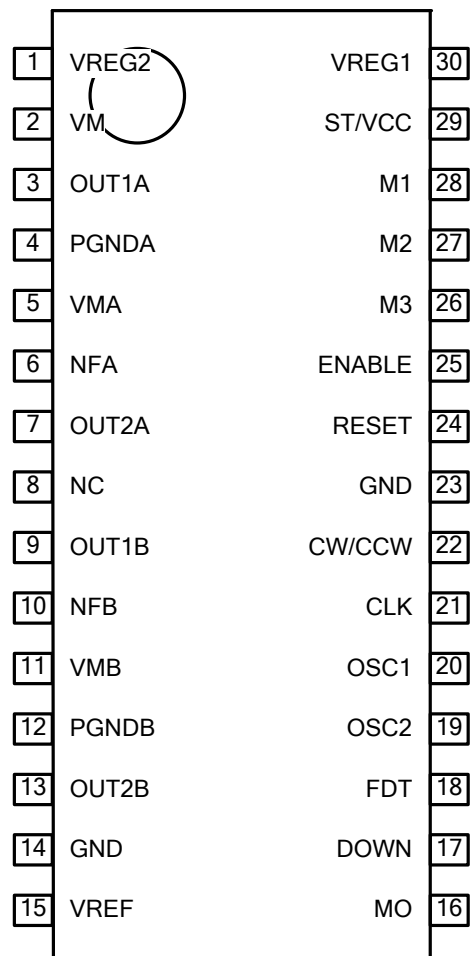 1 VREG2 VREG1 30
2 VM ST/VCC 29
3 OUT1A M1 28
4 PGNDA M2 27
5 VMA M3 26
6 NFA ENABLE 25
7 OUT2A RESET 24
8 NC GND 23
9 OUT1B CW/CCW 22
10 NFB CLK 21
11 VMB OSC1 20
12 PGNDB OSC2 19
13 OUT2B FDT 18
14 GND DOWN 17
15 VREF MO 16